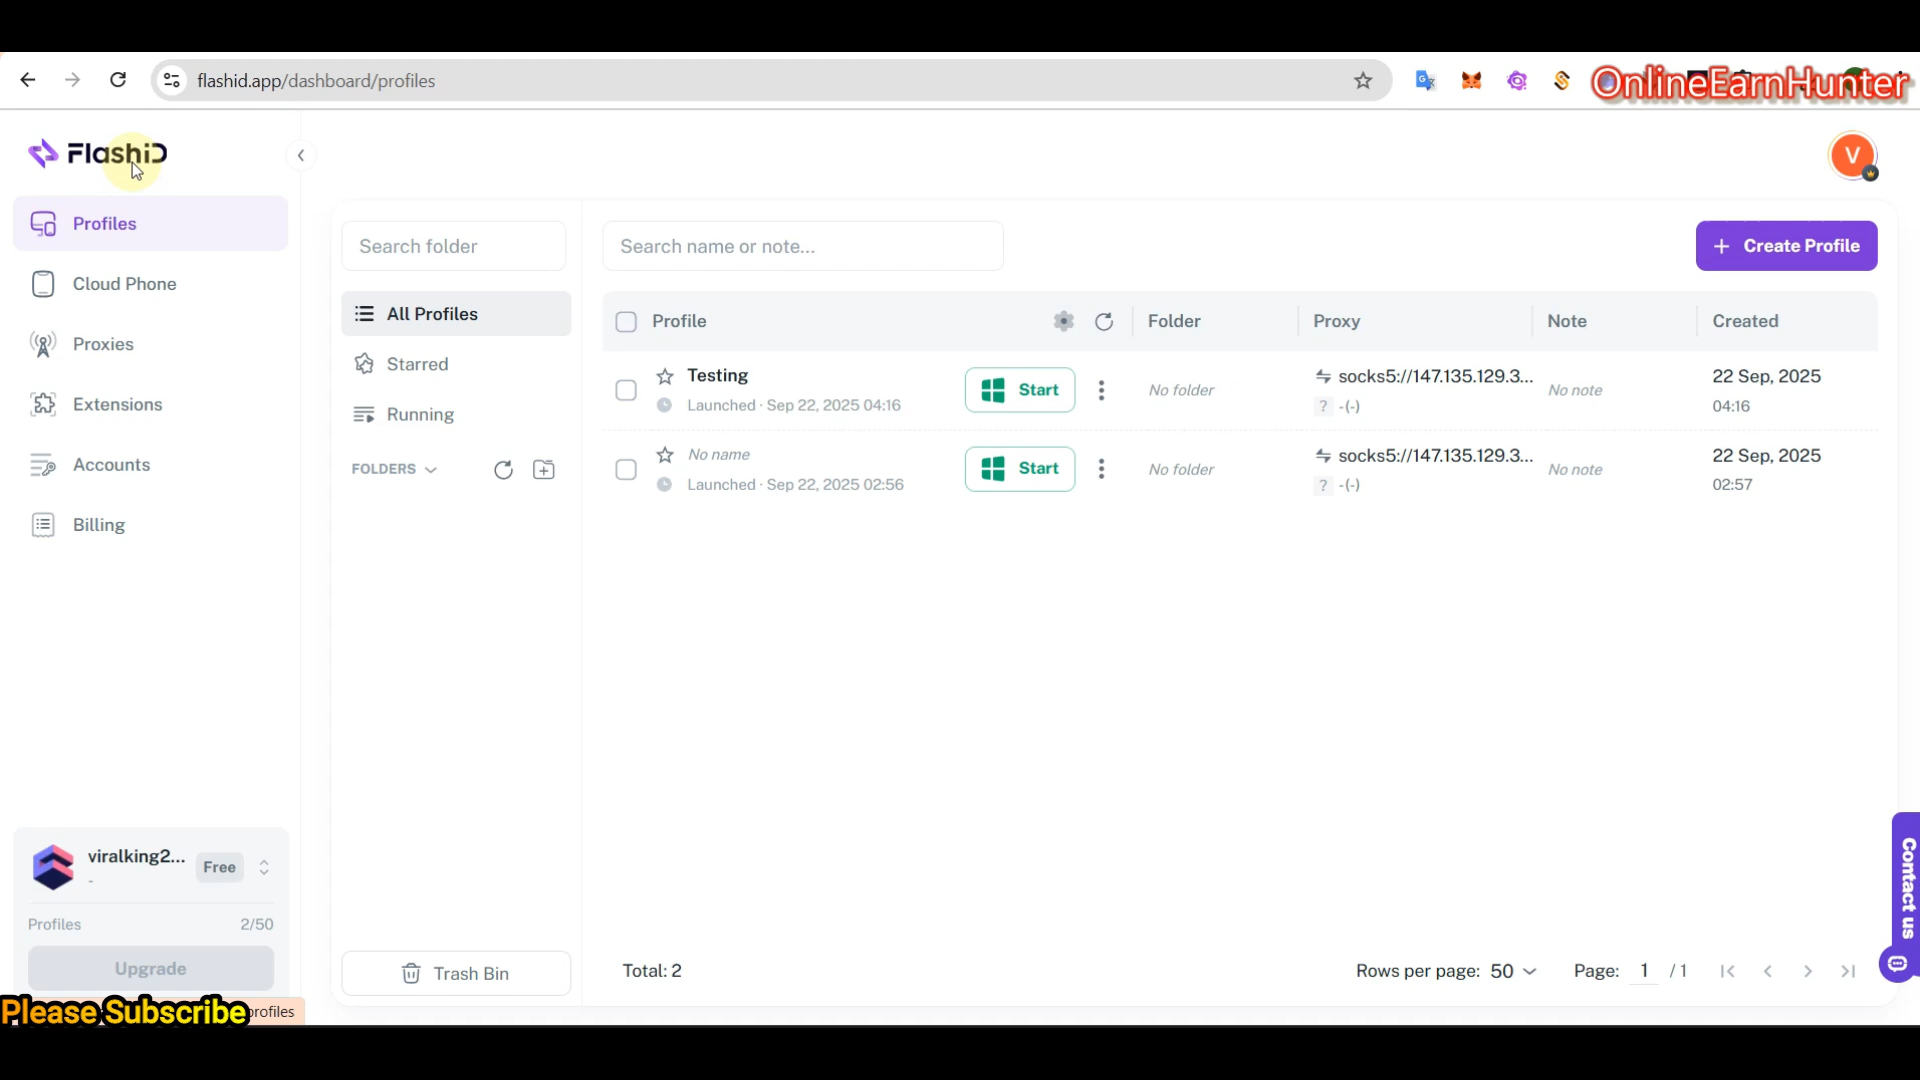 flashid.app/dashboard/profiles
OnlineEarnHunter
FlashID
V
Profiles
Cloud Phone
Proxies
Extensions
Accounts
Billing
viralking2...
Free
-
Profiles 2/50
Upgrade
Please Subscribe
profiles
Search folder
All Profiles
Starred
Running
FOLDERS
Trash Bin
Search name or note...
+ Create Profile
Profile Folder Proxy Note Created
Testing
Launched · Sep 22, 2025 04:16
Start
No folder
socks5://147.135.129.3...
? -(-)
No note
22 Sep, 2025
04:16
No name
Launched · Sep 22, 2025 02:56
Start
No folder
socks5://147.135.129.3...
? -(-)
No note
22 Sep, 2025
02:57
Total: 2
Rows per page: 50
Page: 1 / 1
Contact us